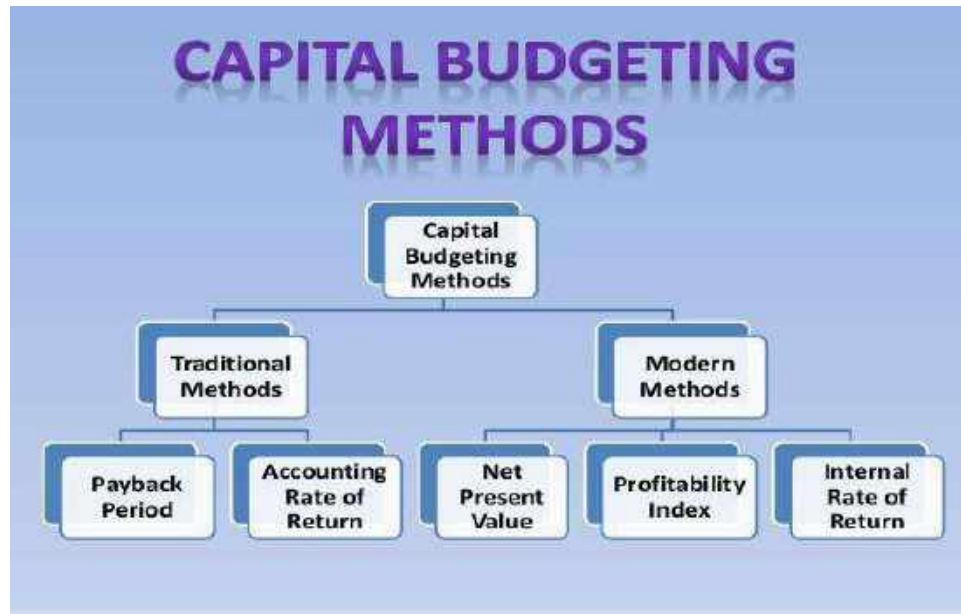 CAPITAL BUDGETING
METHODS
Capital
Budgeting
Methods
Traditional
Methods
Modern
Methods
Payback
Period
Accounting
Rate of
Return
Net
Present
Value
Profitability
Index
Internal
Rate of
Return